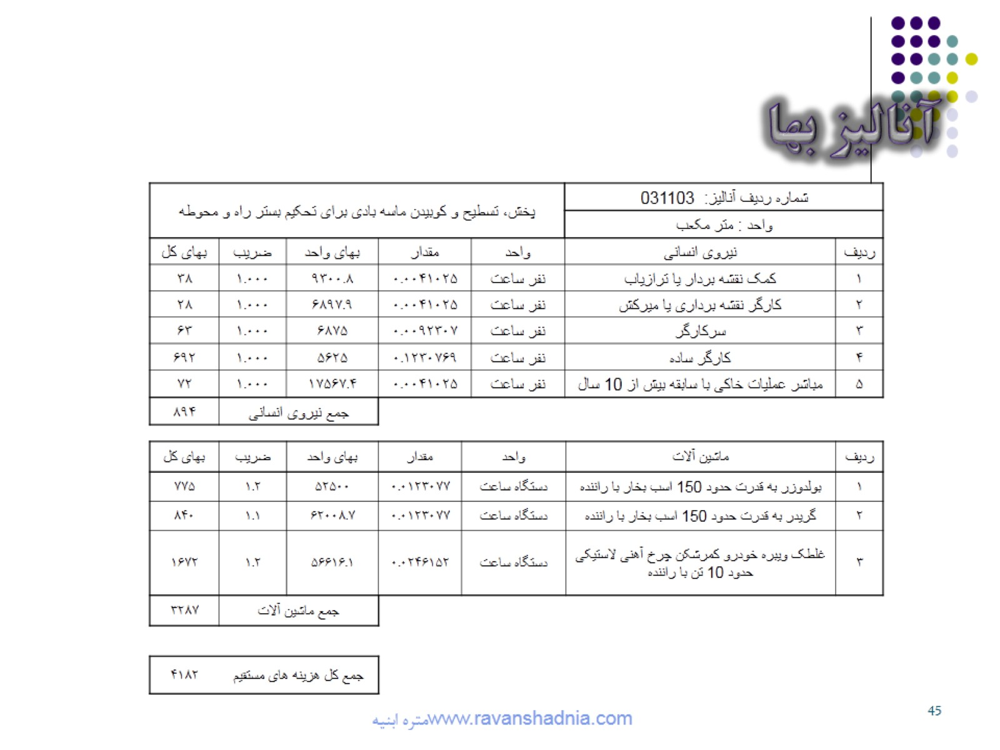 آنالیز بها
شماره ردیف آنالیز: 031103
پخش، تسطیح و کوبیدن ماسه بادی برای تحکیم بستر راه و محوطه
واحد : متر مکعب
ردیف نیروی انسانی واحد مقدار بهای واحد ضریب بهای کل
۱ کمک نقشه بردار یا ترازیاب نفر ساعت ۰.۰۰۴۱۰۲۵ ۹۳۰۰.۸ ۱.۰۰۰ ۳۸
۲ کارگر نقشه برداری یا میرکش نفر ساعت ۰.۰۰۴۱۰۲۵ ۶۸۹۷.۹ ۱.۰۰۰ ۲۸
۳ سرکارگر نفر ساعت ۰.۰۰۹۲۳۰۷ ۶۸۷۵ ۱.۰۰۰ ۶۳
۴ کارگر ساده نفر ساعت ۰.۱۲۳۰۷۶۹ ۵۶۲۵ ۱.۰۰۰ ۶۹۲
۵ مباشر عملیات خاکی با سابقه بیش از 10 سال نفر ساعت ۰.۰۰۴۱۰۲۵ ۱۷۵۶۷.۴ ۱.۰۰۰ ۷۲
جمع نیروی انسانی ۸۹۴
ردیف ماشین آلات واحد مقدار بهای واحد ضریب بهای کل
۱ بولدوزر به قدرت حدود 150 اسب بخار با راننده دستگاه ساعت ۰.۰۱۲۳۰۷۷ ۵۲۵۰۰ ۱.۲ ۷۷۵
۲ گریدر به قدرت حدود 150 اسب بخار با راننده دستگاه ساعت ۰.۰۱۲۳۰۷۷ ۶۲۰۰۸.۷ ۱.۱ ۸۴۰
۳ غلطک ویبره خودرو کمرشکن چرخ آهنی لاستیکی
حدود 10 تن با راننده دستگاه ساعت ۰.۰۲۴۶۱۵۲ ۵۶۶۱۶.۱ ۱.۲ ۱۶۷۲
جمع ماشین آلات ۳۲۸۷
جمع کل هزینه های مستقیم ۴۱۸۲
متره ابنیه www.ravanshadnia.com
45